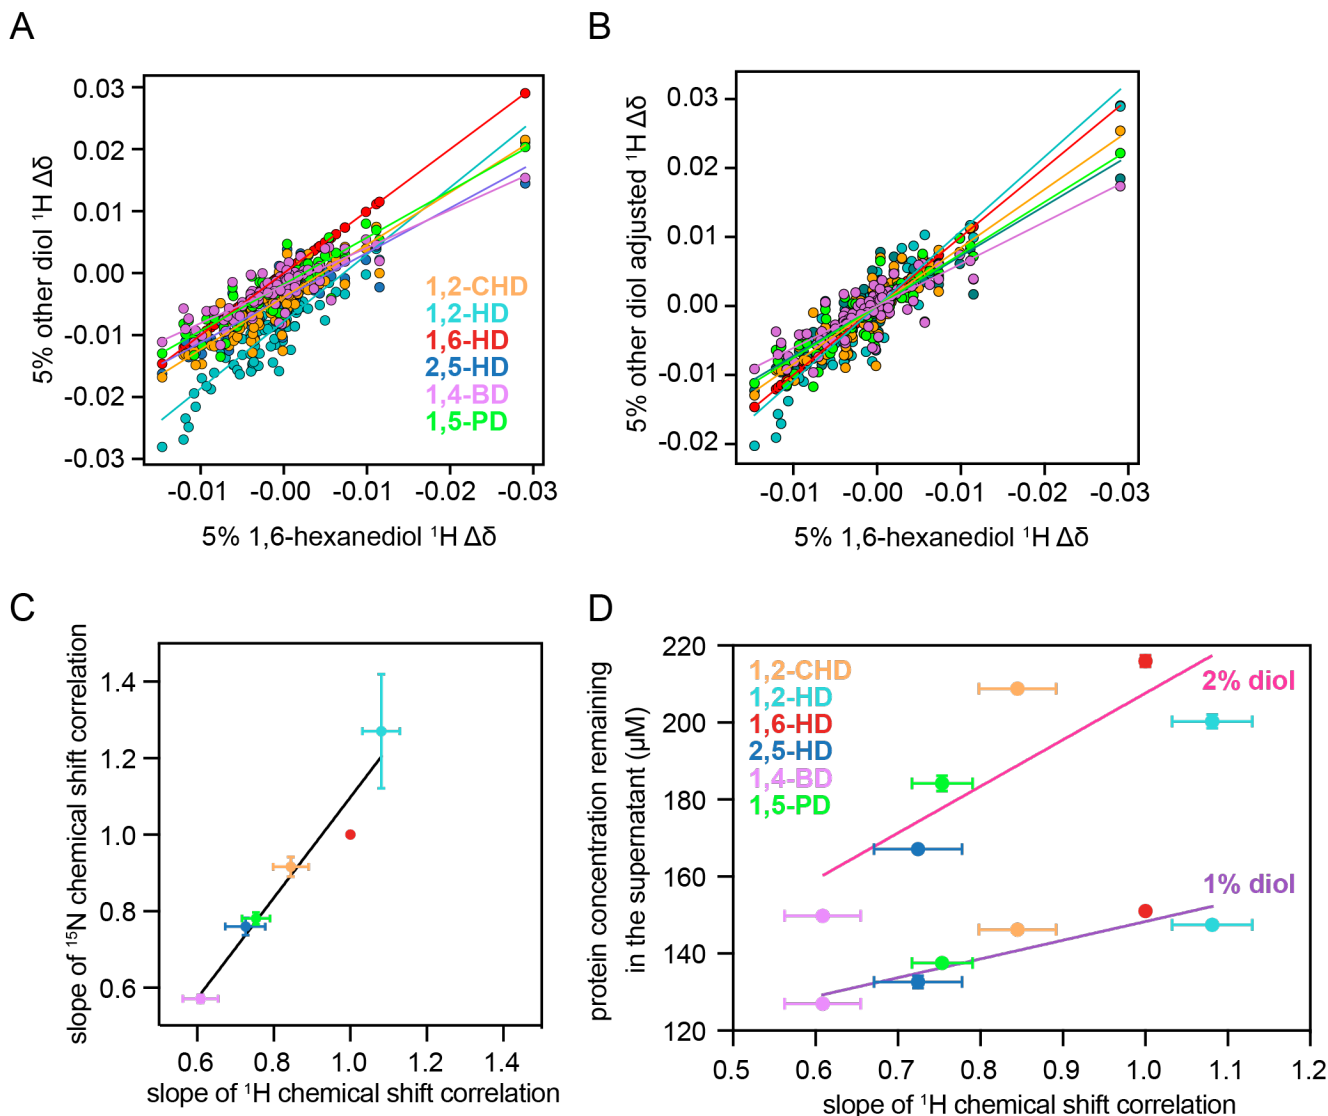 A
5% other diol ¹H Δδ
0.03
0.02
0.01
0.00
-0.01
-0.02
-0.03
1,2-CHD
1,2-HD
1,6-HD
2,5-HD
1,4-BD
1,5-PD
-0.01 -0.00 -0.01 -0.02 -0.03
5% 1,6-hexanediol ¹H Δδ
B
5% other diol adjusted ¹H Δδ
0.03
0.02
0.01
0.00
-0.01
-0.02
-0.01 -0.00 -0.01 -0.02 -0.03
5% 1,6-hexanediol ¹H Δδ
C
slope of ¹⁵N chemical shift correlation
1.4
1.2
1.0
0.8
0.6
0.6 0.8 1.0 1.2 1.4
slope of ¹H chemical shift correlation
D
protein concentration remaining
in the supernatant (µM)
220
200
180
160
140
120
1,2-CHD
1,2-HD
1,6-HD
2,5-HD
1,4-BD
1,5-PD
2% diol
1% diol
0.5 0.6 0.7 0.8 0.9 1.0 1.1 1.2
slope of ¹H chemical shift correlation